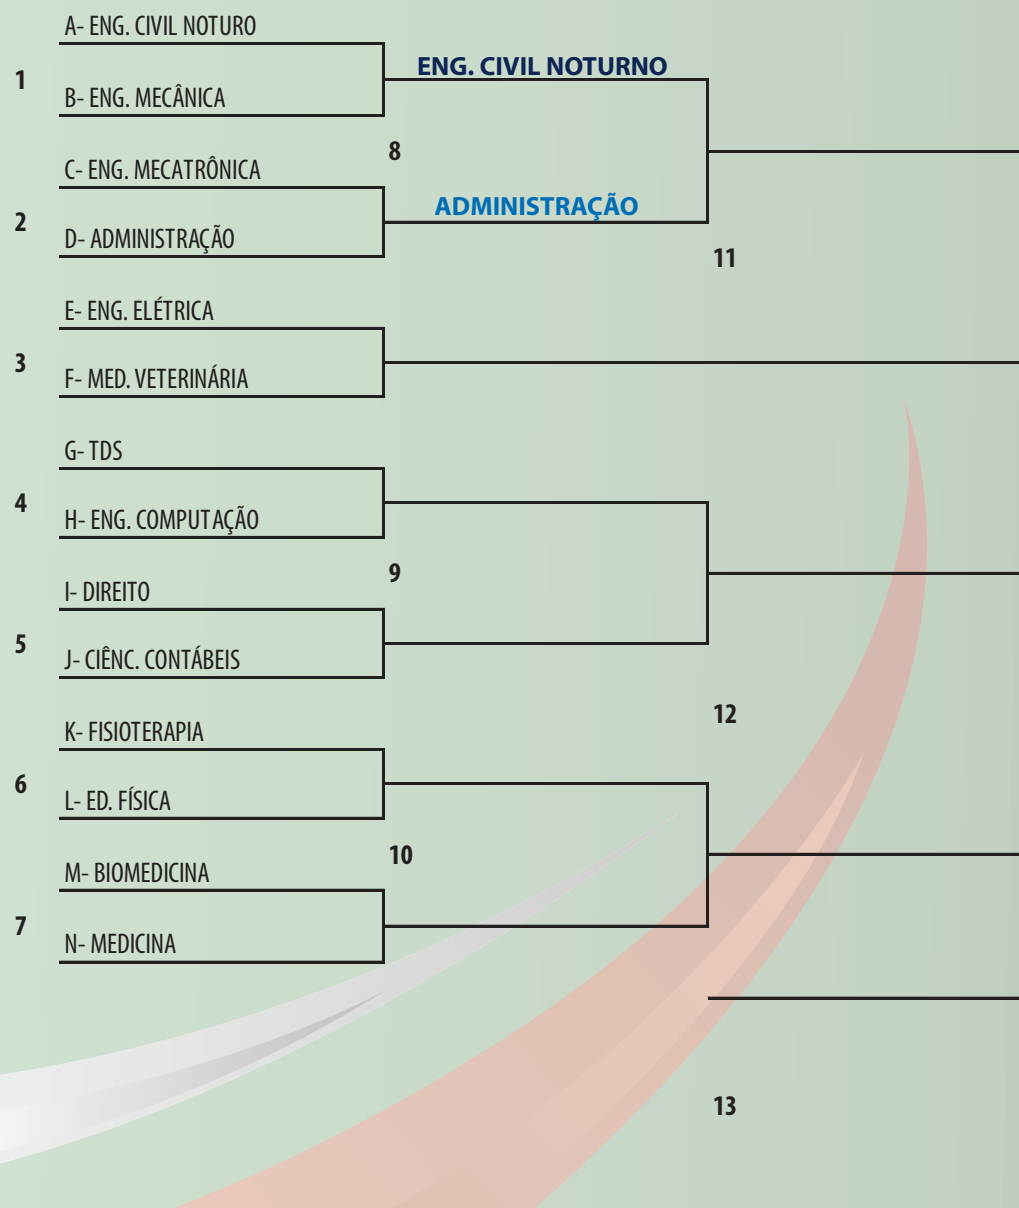 A- ENG. CIVIL NOTURO
ENG. CIVIL NOTURNO
1
B- ENG. MECÂNICA
8
C- ENG. MECATRÔNICA
ADMINISTRAÇÃO
2
D- ADMINISTRAÇÃO
11
E- ENG. ELÉTRICA
3
F- MED. VETERINÁRIA
G- TDS
4
H- ENG. COMPUTAÇÃO
9
I- DIREITO
5
J- CIÊNC. CONTÁBEIS
12
K- FISIOTERAPIA
6
L- ED. FÍSICA
10
M- BIOMEDICINA
7
N- MEDICINA
13